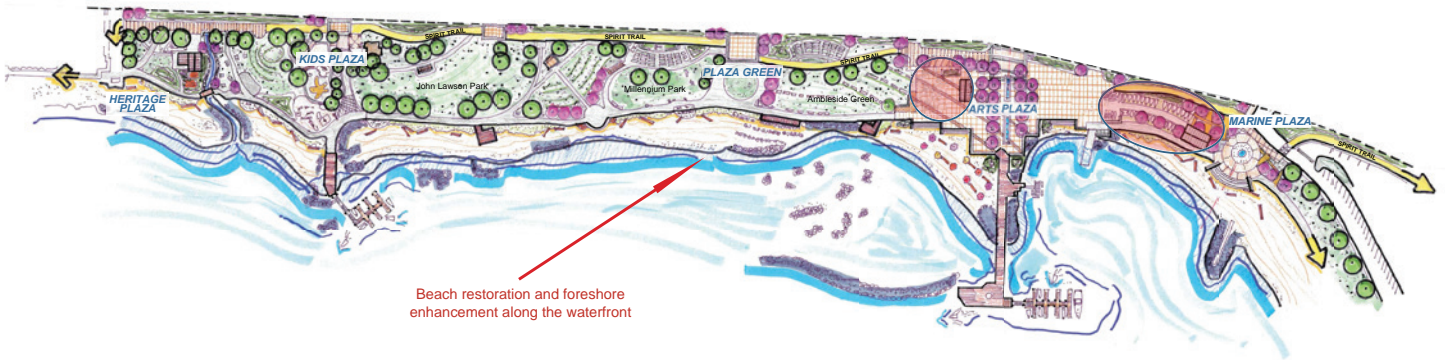 SPIRIT TRAIL
SPIRIT TRAIL
SPIRIT TRAIL
KIDS PLAZA
PLAZA GREEN
John Lawson Park
Millennium Park
Ambleside Green
HERITAGE
PLAZA
ARTS PLAZA
MARINE PLAZA
SPIRIT TRAIL
Beach restoration and foreshore
enhancement along the waterfront